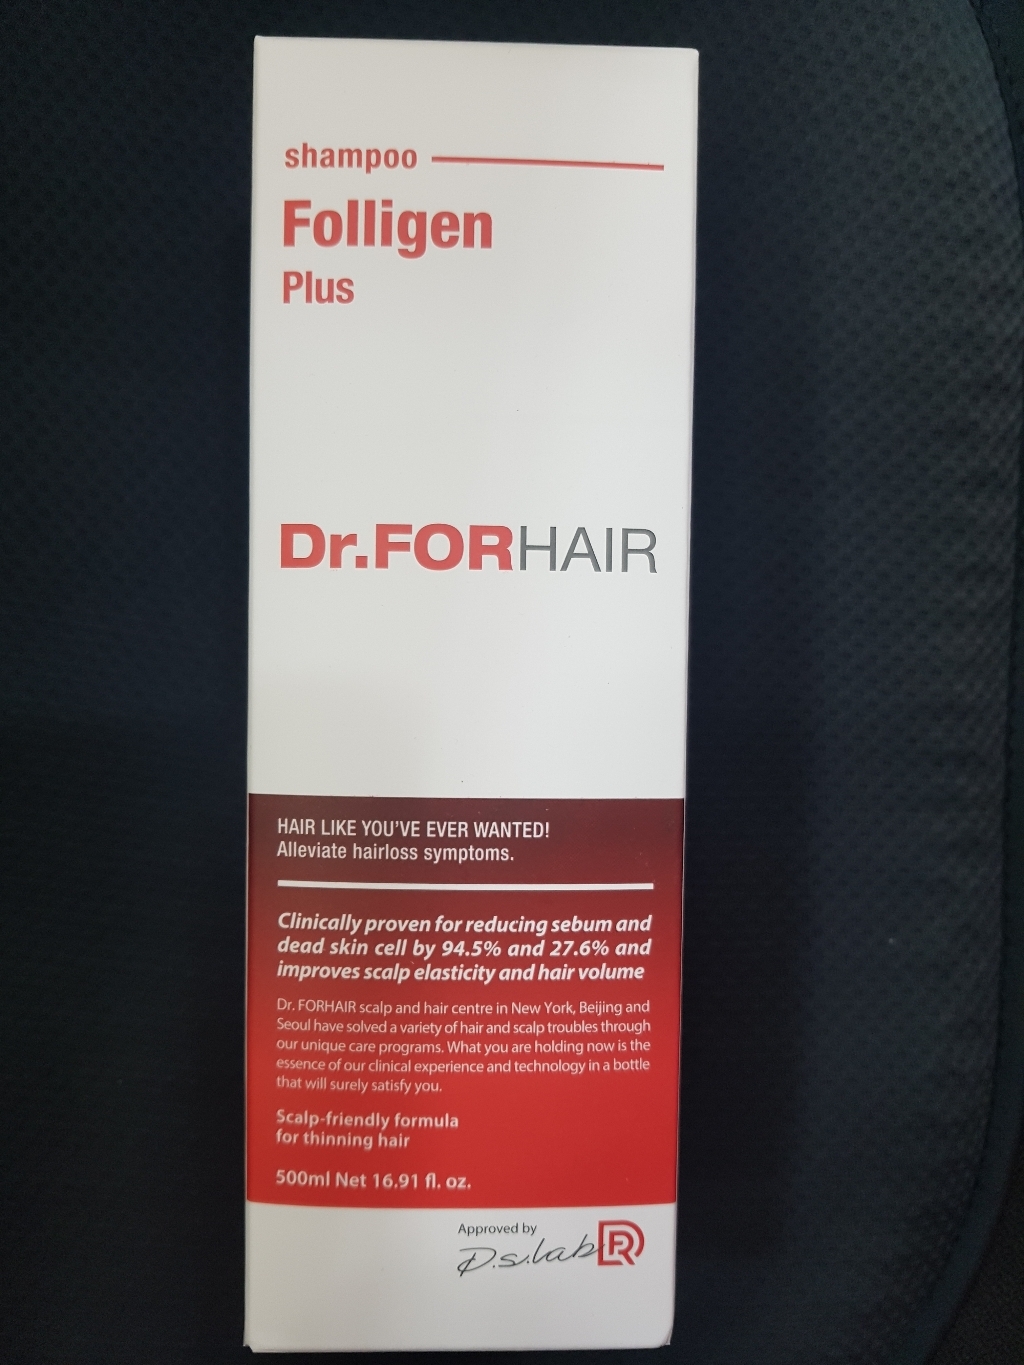 shampoo
Folligen
Plus
Dr.FORHAIR
HAIR LIKE YOU'VE EVER WANTED!
Alleviate hairloss symptoms.
Clinically proven for reducing sebum and
dead skin cell by 94.5% and 27.6% and
improves scalp elasticity and hair volume
Dr. FORHAIR scalp and hair centre in New York, Beijing and
Seoul have solved a variety of hair and scalp troubles through
our unique care programs. What you are holding now is the
essence of our clinical experience and technology in a bottle
that will surely satisfy you.
Scalp-friendly formula
for thinning hair
500ml Net 16.91 fl. oz.
Approved by
D.s.lab